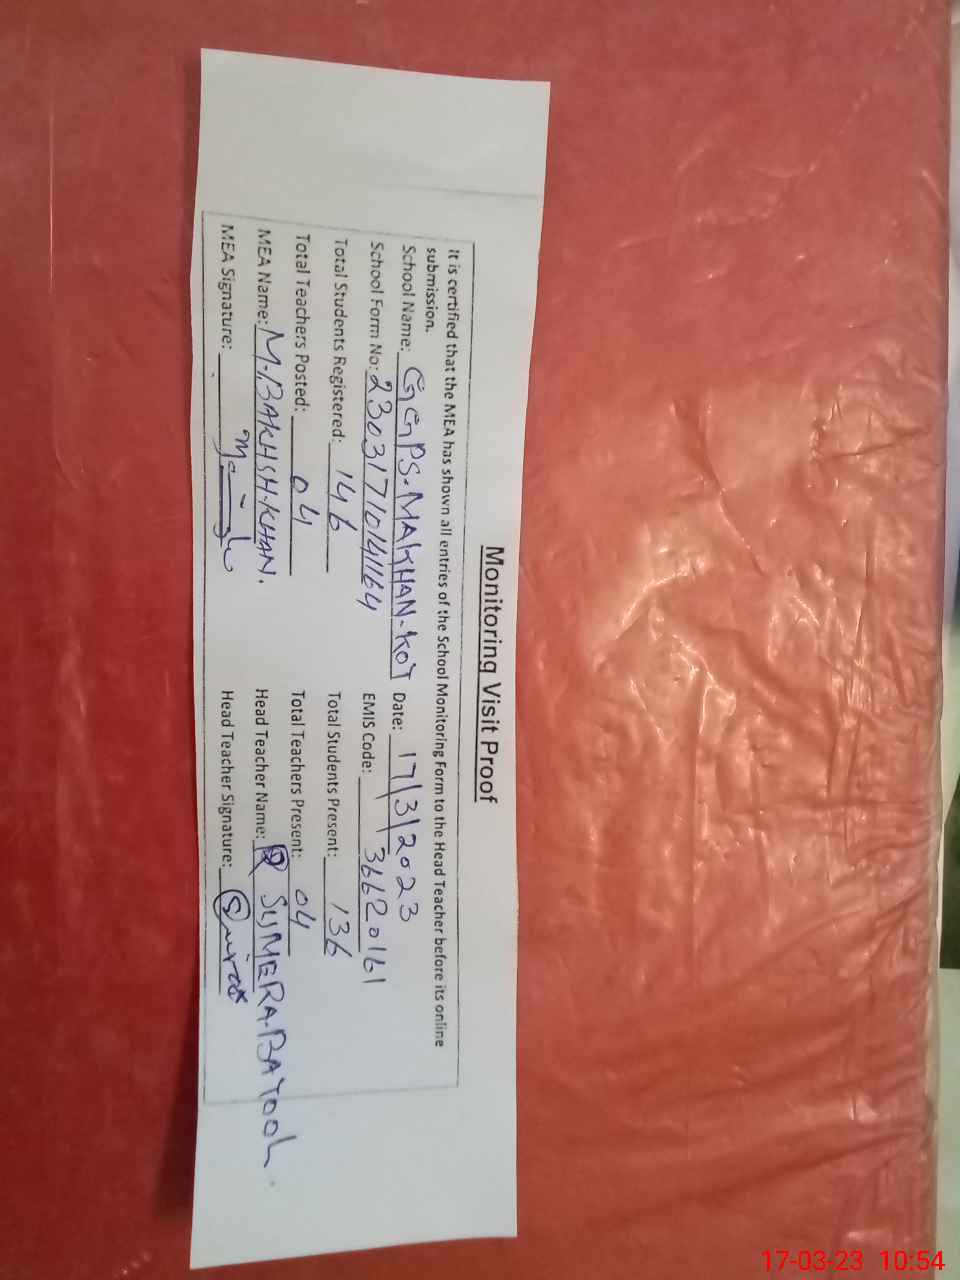 Monitoring Visit Proof
It is certified that the MEA has shown all entries of the School Monitoring Form to the Head Teacher before its online
submission.
School Name: GGPS.MAKHAN-KOT Date: 17/3/2023
School Form No: 23031710141164 EMIS Code: 36620161
Total Students Registered: 146 Total Students Present: 136
Total Teachers Posted: 04 Total Teachers Present: 04
MEA Name: M.BAKHSH.KHAN. Head Teacher Name: SUMERA.BATOOL.
MEA Signature: Head Teacher Signature:
17-03-23 10:54